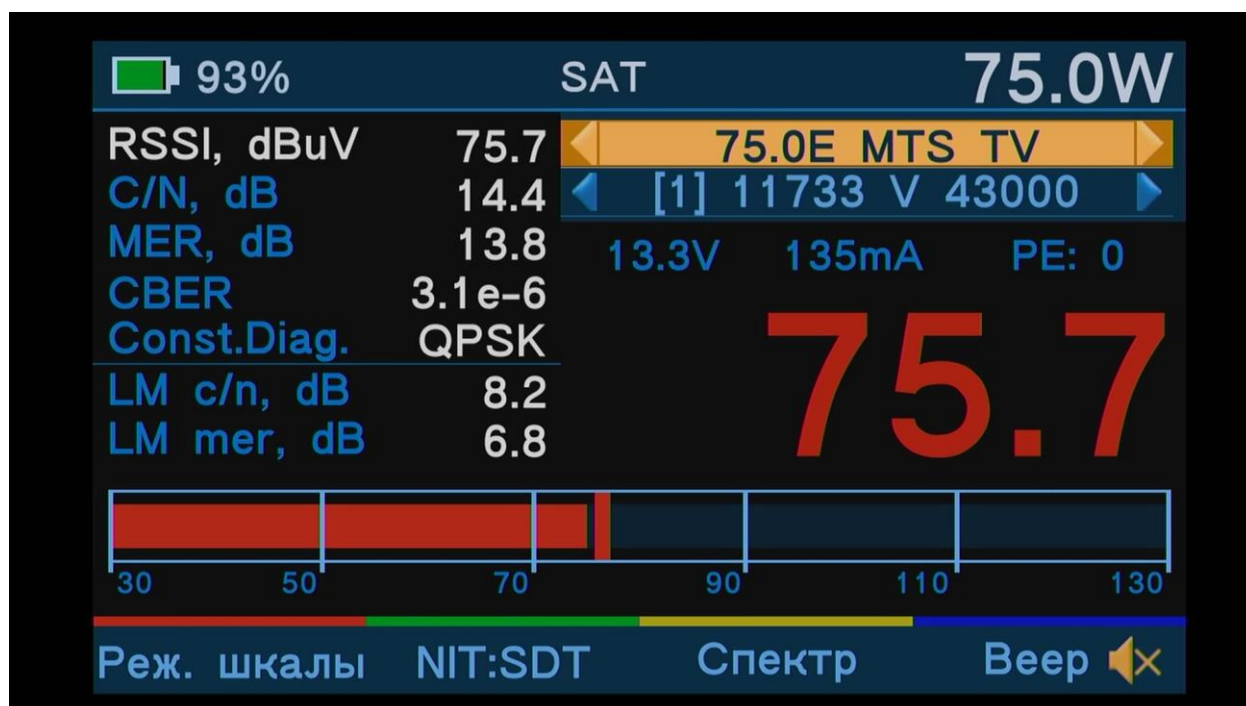 93% SAT 75.0W
RSSI, dBuV 75.7
75.0E MTS TV
C/N, dB 14.4
[1] 11733 V 43000
MER, dB 13.8
13.3V 135mA PE: 0
CBER 3.1e-6
Const.Diag. QPSK
75.7
LM c/n, dB 8.2
LM mer, dB 6.8
30 50 70 90 110 130
Реж. шкалы NIT:SDT Спектр Beep